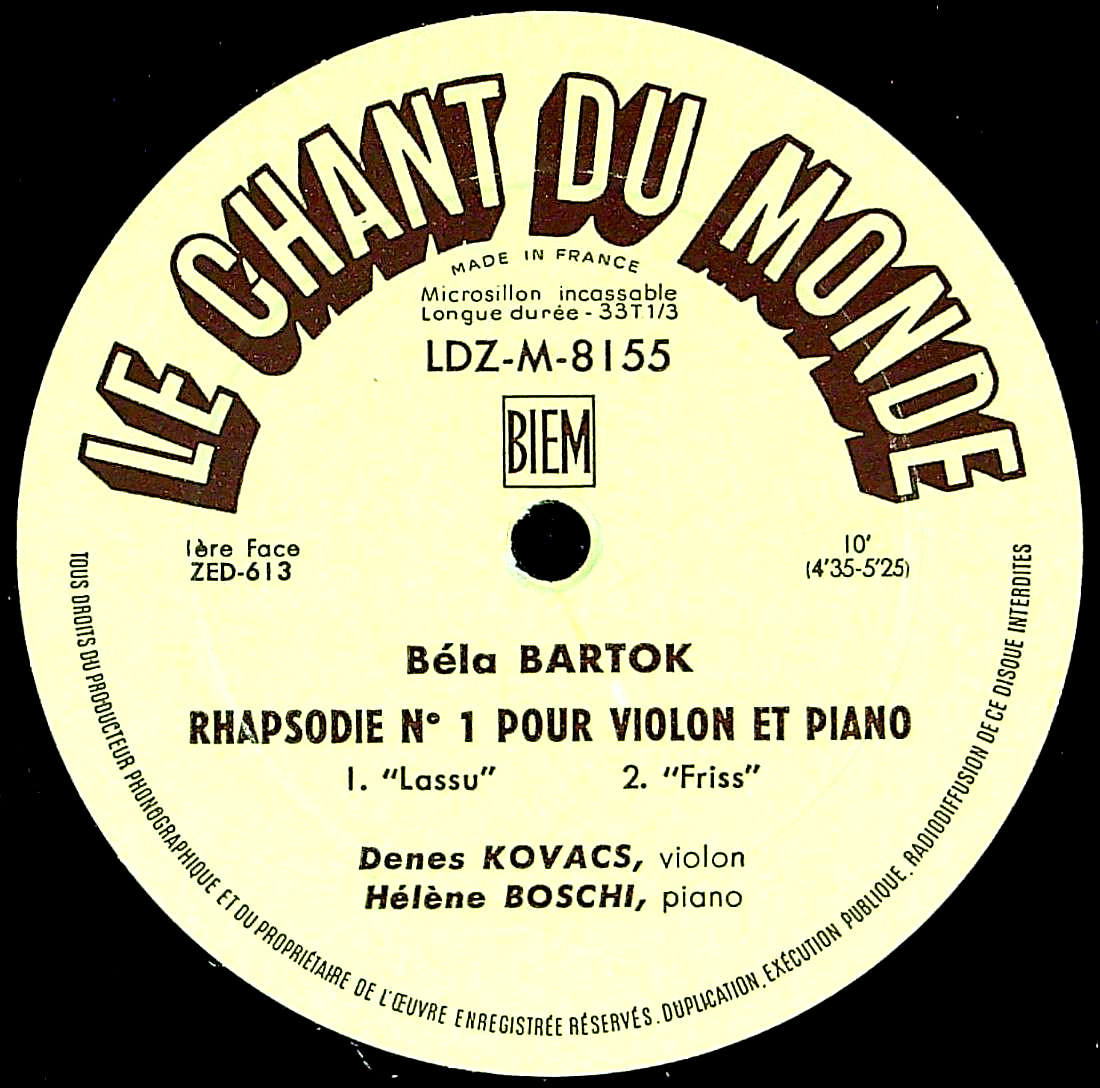 LE CHANT DU MONDE
MADE IN FRANCE
Microsillon incassable
Longue durée - 33T1/3
LDZ-M-8155
BIEM
1ère Face
ZED-613
10'
(4'35-5'25)
Béla BARTOK
RHAPSODIE N° 1 POUR VIOLON ET PIANO
1. "Lassu" 2. "Friss"
Denes KOVACS, violon
Hélène BOSCHI, piano
TOUS DROITS DU PRODUCTEUR PHONOGRAPHIQUE ET DU PROPRIÉTAIRE DE L'ŒUVRE ENREGISTRÉE RÉSERVÉS. DUPLICATION, EXÉCUTION PUBLIQUE, RADIODIFFUSION DE CE DISQUE INTERDITES